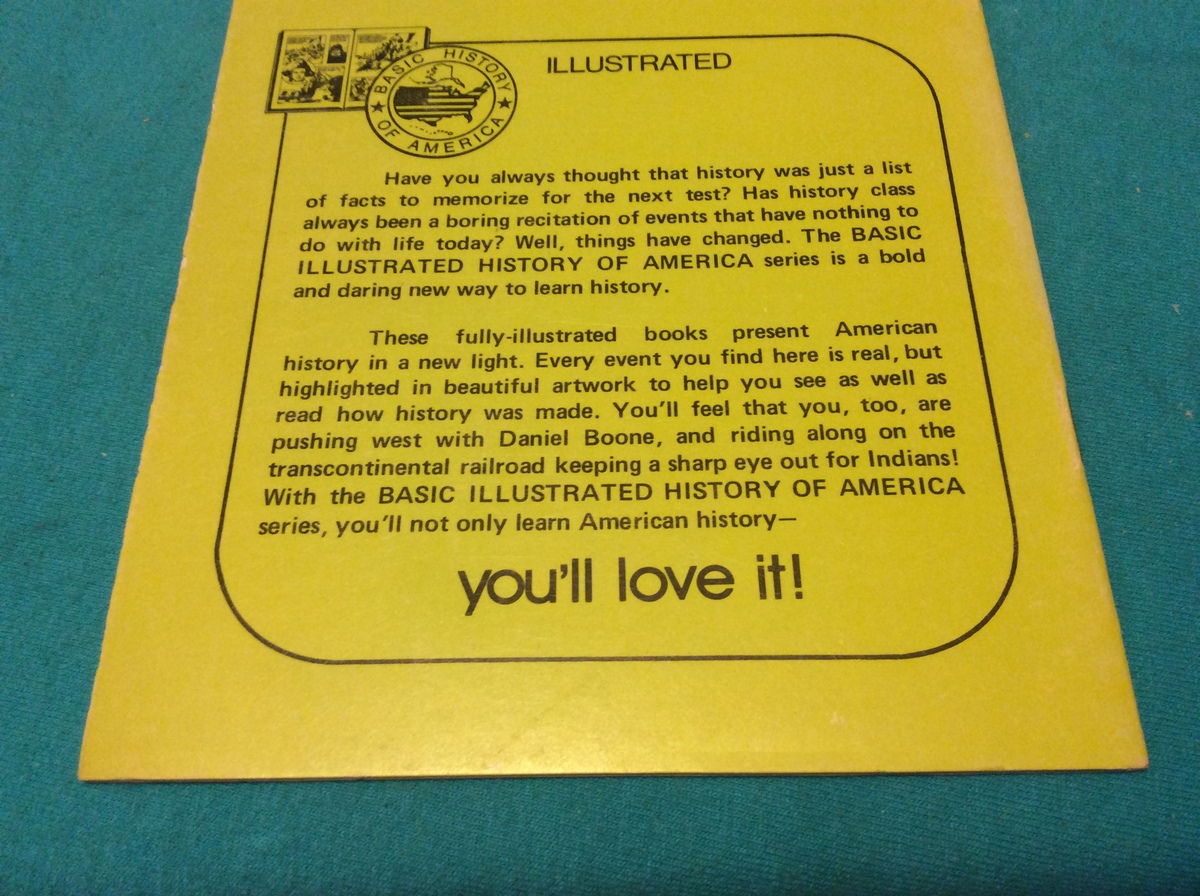 BASIC HISTORY
OF AMERICA
ILLUSTRATED
Have you always thought that history was just a list
of facts to memorize for the next test? Has history class
always been a boring recitation of events that have nothing to
do with life today? Well, things have changed. The BASIC
ILLUSTRATED HISTORY OF AMERICA series is a bold
and daring new way to learn history.
These fully-illustrated books present American
history in a new light. Every event you find here is real, but
highlighted in beautiful artwork to help you see as well as
read how history was made. You'll feel that you, too, are
pushing west with Daniel Boone, and riding along on the
transcontinental railroad keeping a sharp eye out for Indians!
With the BASIC ILLUSTRATED HISTORY OF AMERICA
series, you'll not only learn American history—
you'll love it!